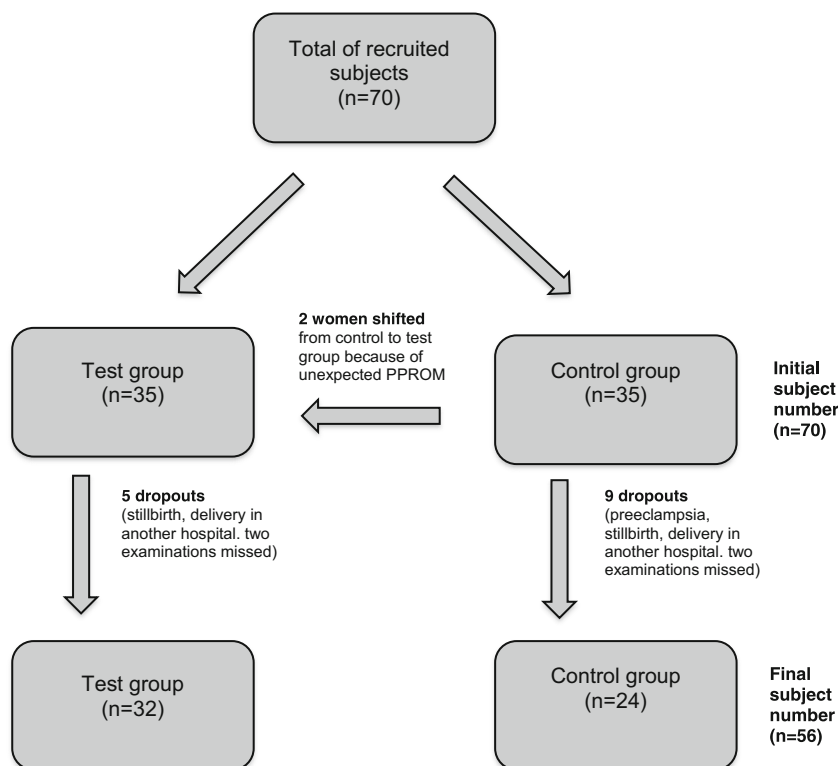 Total of recruited
subjects
(n=70)
2 women shifted
from control to test
group because of
unexpected PPROM
Test group
(n=35)
Control group
(n=35)
Initial
subject
number
(n=70)
5 dropouts
(stillbirth, delivery in
another hospital. two
examinations missed)
9 dropouts
(preeclampsia,
stillbirth, delivery in
another hospital. two
examinations missed)
Test group
(n=32)
Control group
(n=24)
Final
subject
number
(n=56)